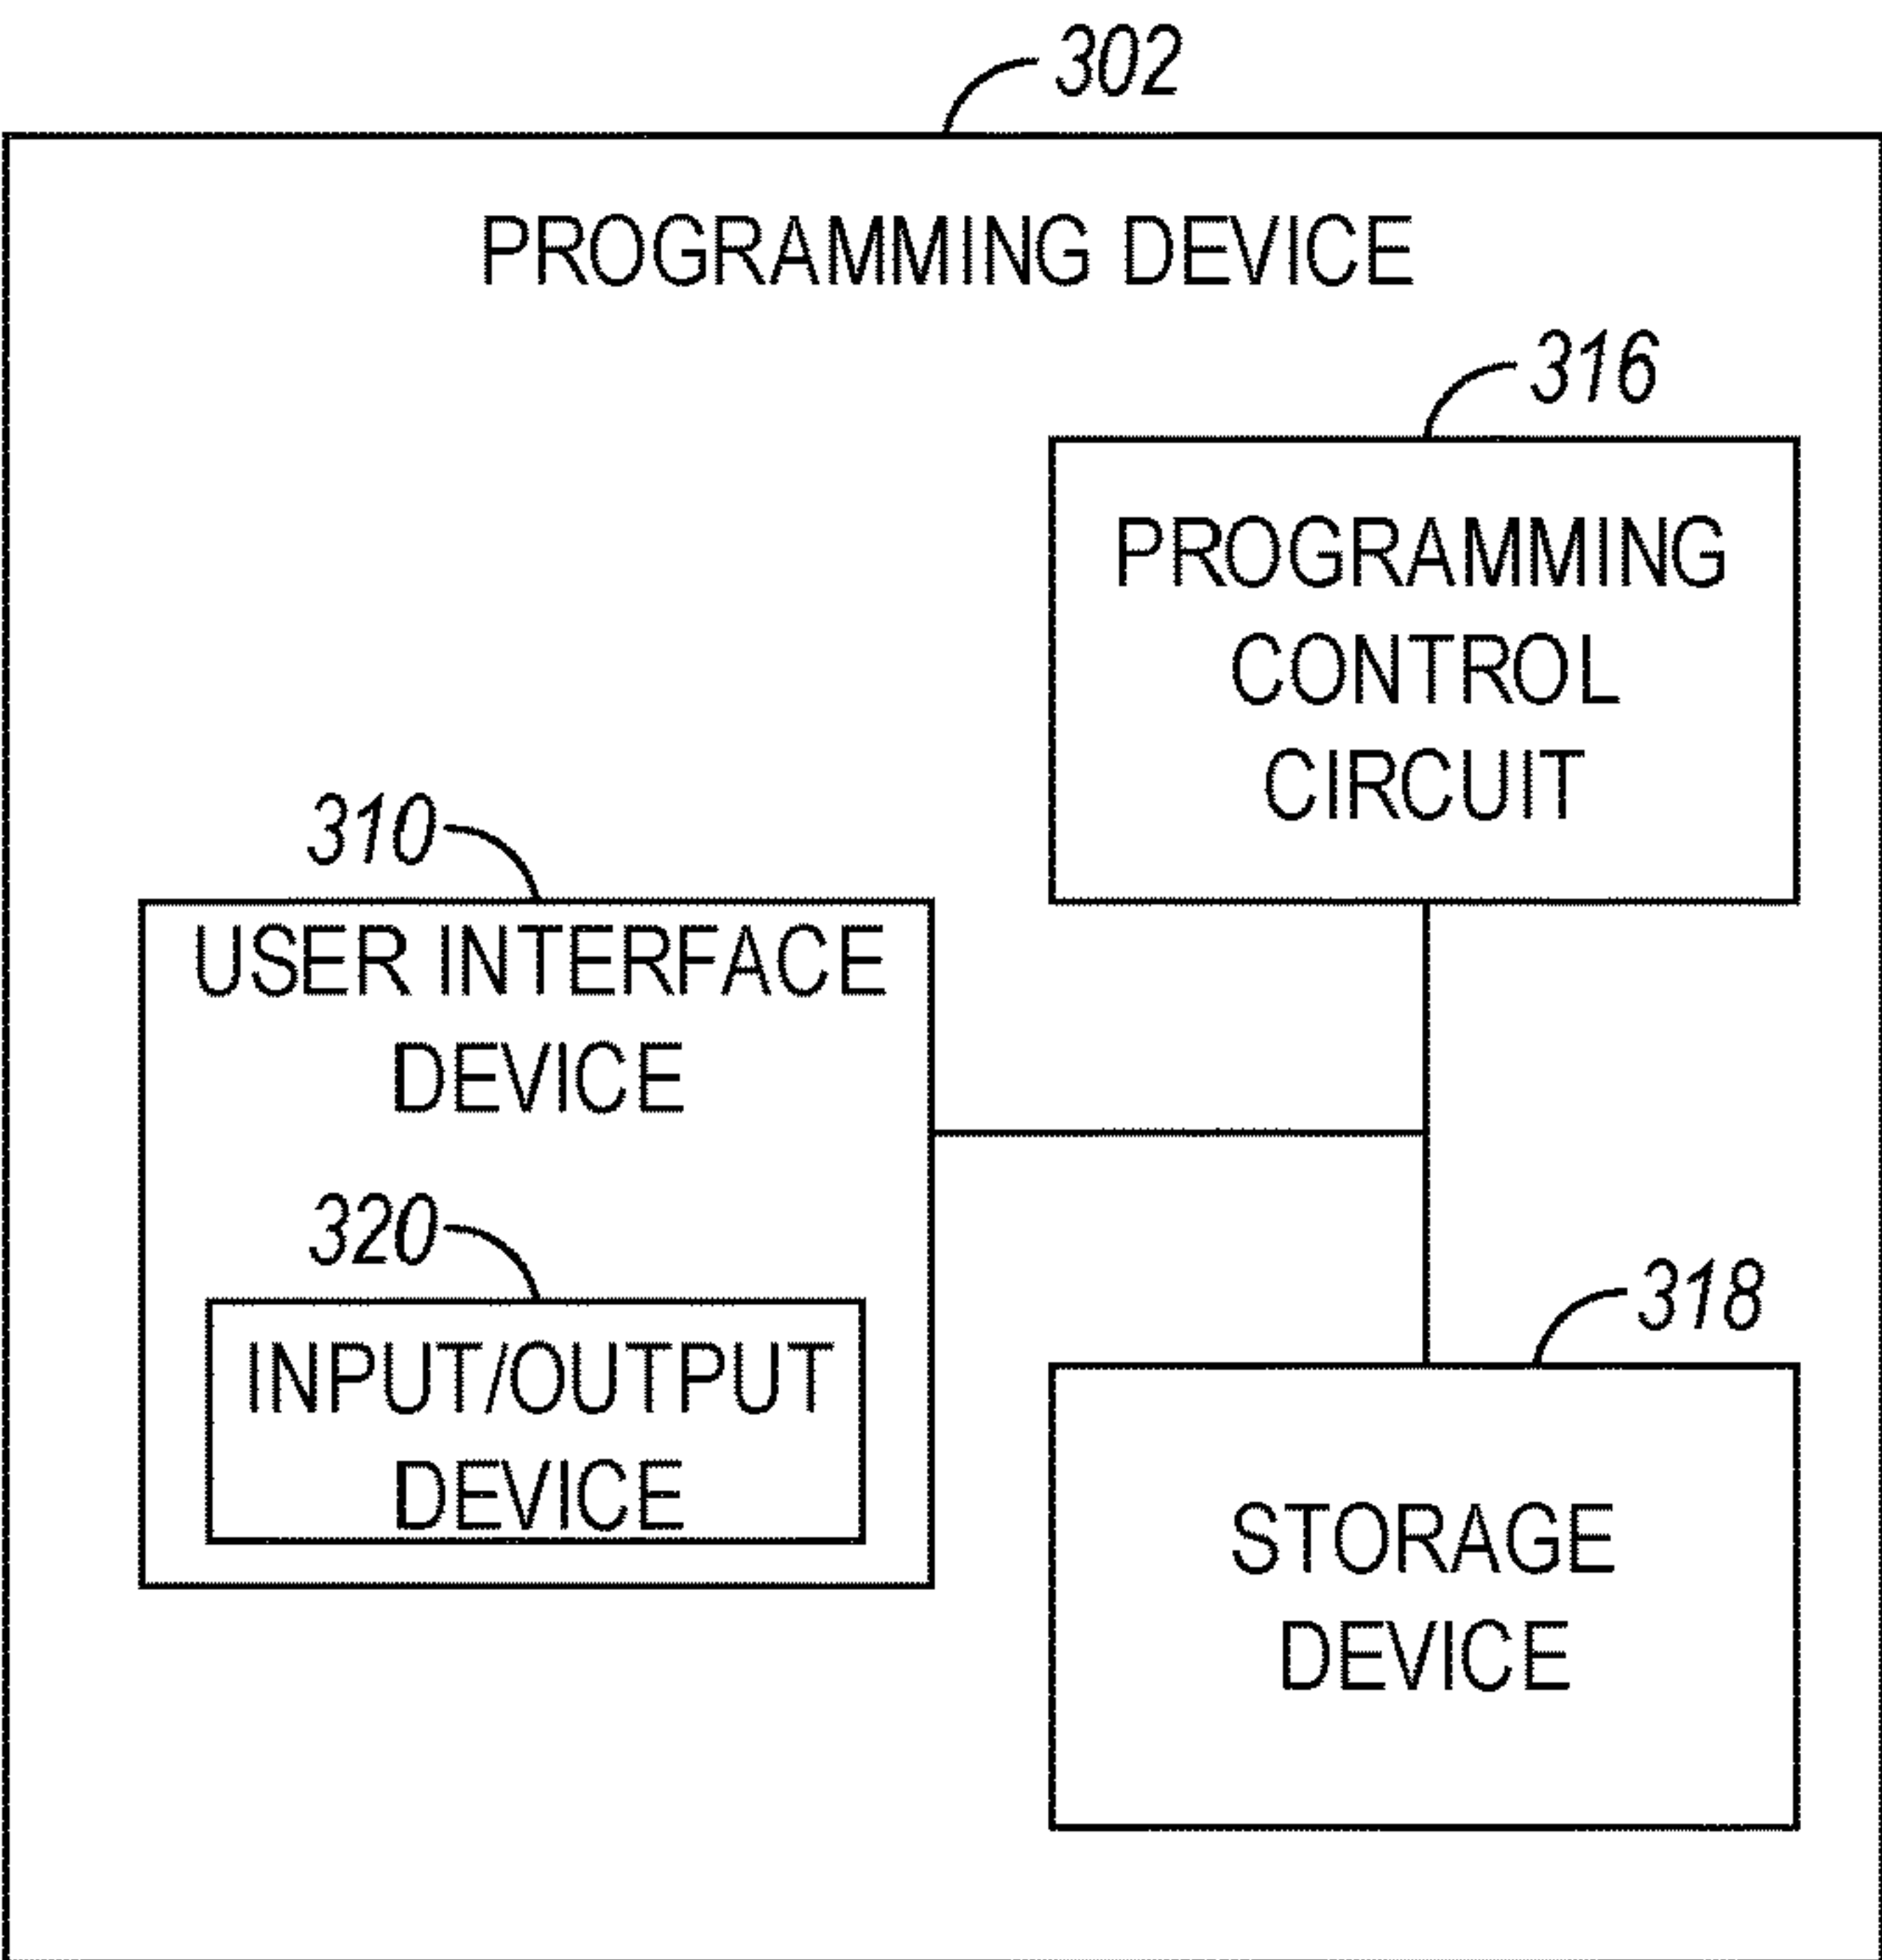 302
PROGRAMMING DEVICE
316
PROGRAMMING
CONTROL
CIRCUIT
310
USER INTERFACE
DEVICE
320
INPUT/OUTPUT
DEVICE
318
STORAGE
DEVICE